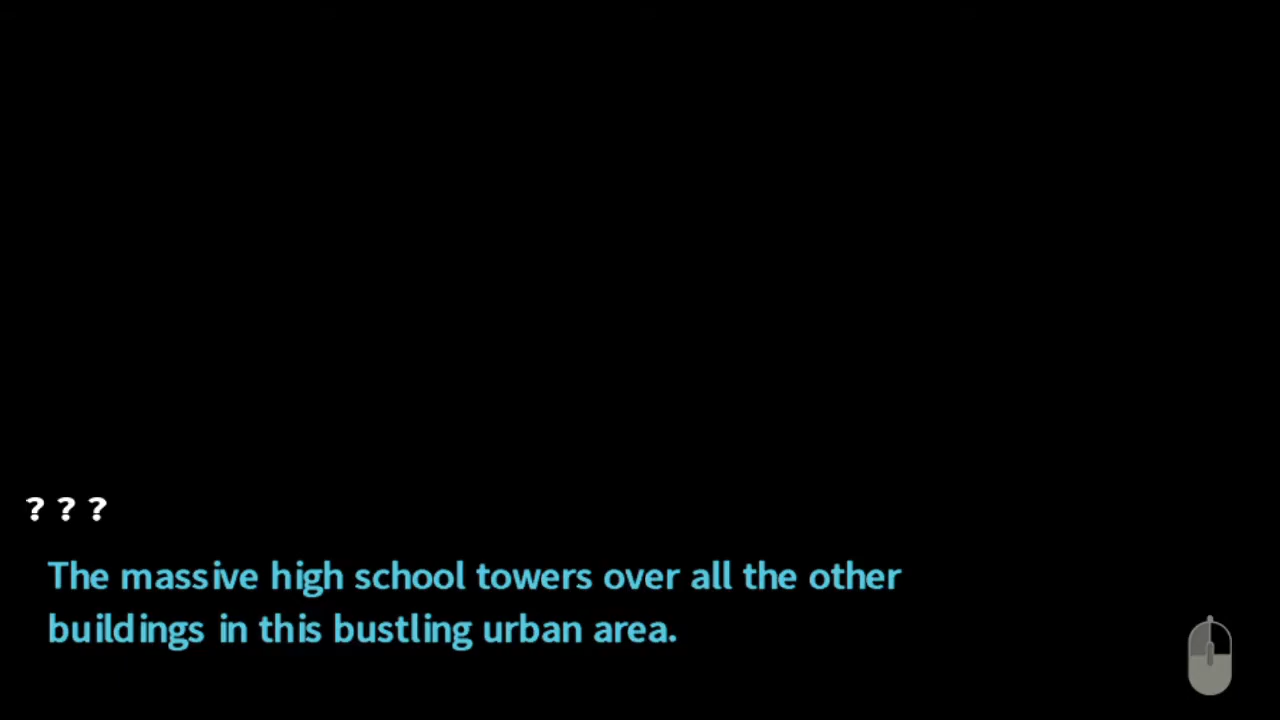 ? ? ?
The massive high school towers over all the other
buildings in this bustling urban area.